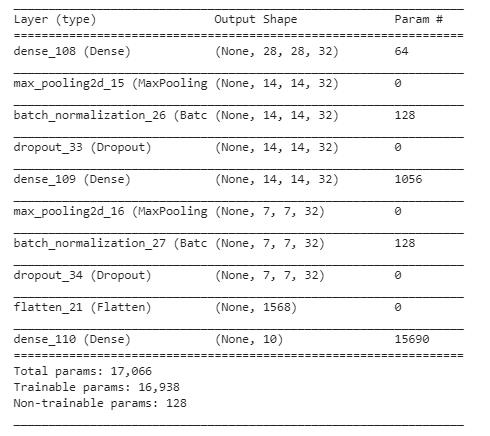 Layer (type) Output Shape Param #
dense_108 (Dense) (None, 28, 28, 32) 64
max_pooling2d_15 (MaxPooling (None, 14, 14, 32) 0
batch_normalization_26 (Batc (None, 14, 14, 32) 128
dropout_33 (Dropout) (None, 14, 14, 32) 0
dense_109 (Dense) (None, 14, 14, 32) 1056
max_pooling2d_16 (MaxPooling (None, 7, 7, 32) 0
batch_normalization_27 (Batc (None, 7, 7, 32) 128
dropout_34 (Dropout) (None, 7, 7, 32) 0
flatten_21 (Flatten) (None, 1568) 0
dense_110 (Dense) (None, 10) 15690
Total params: 17,066
Trainable params: 16,938
Non-trainable params: 128